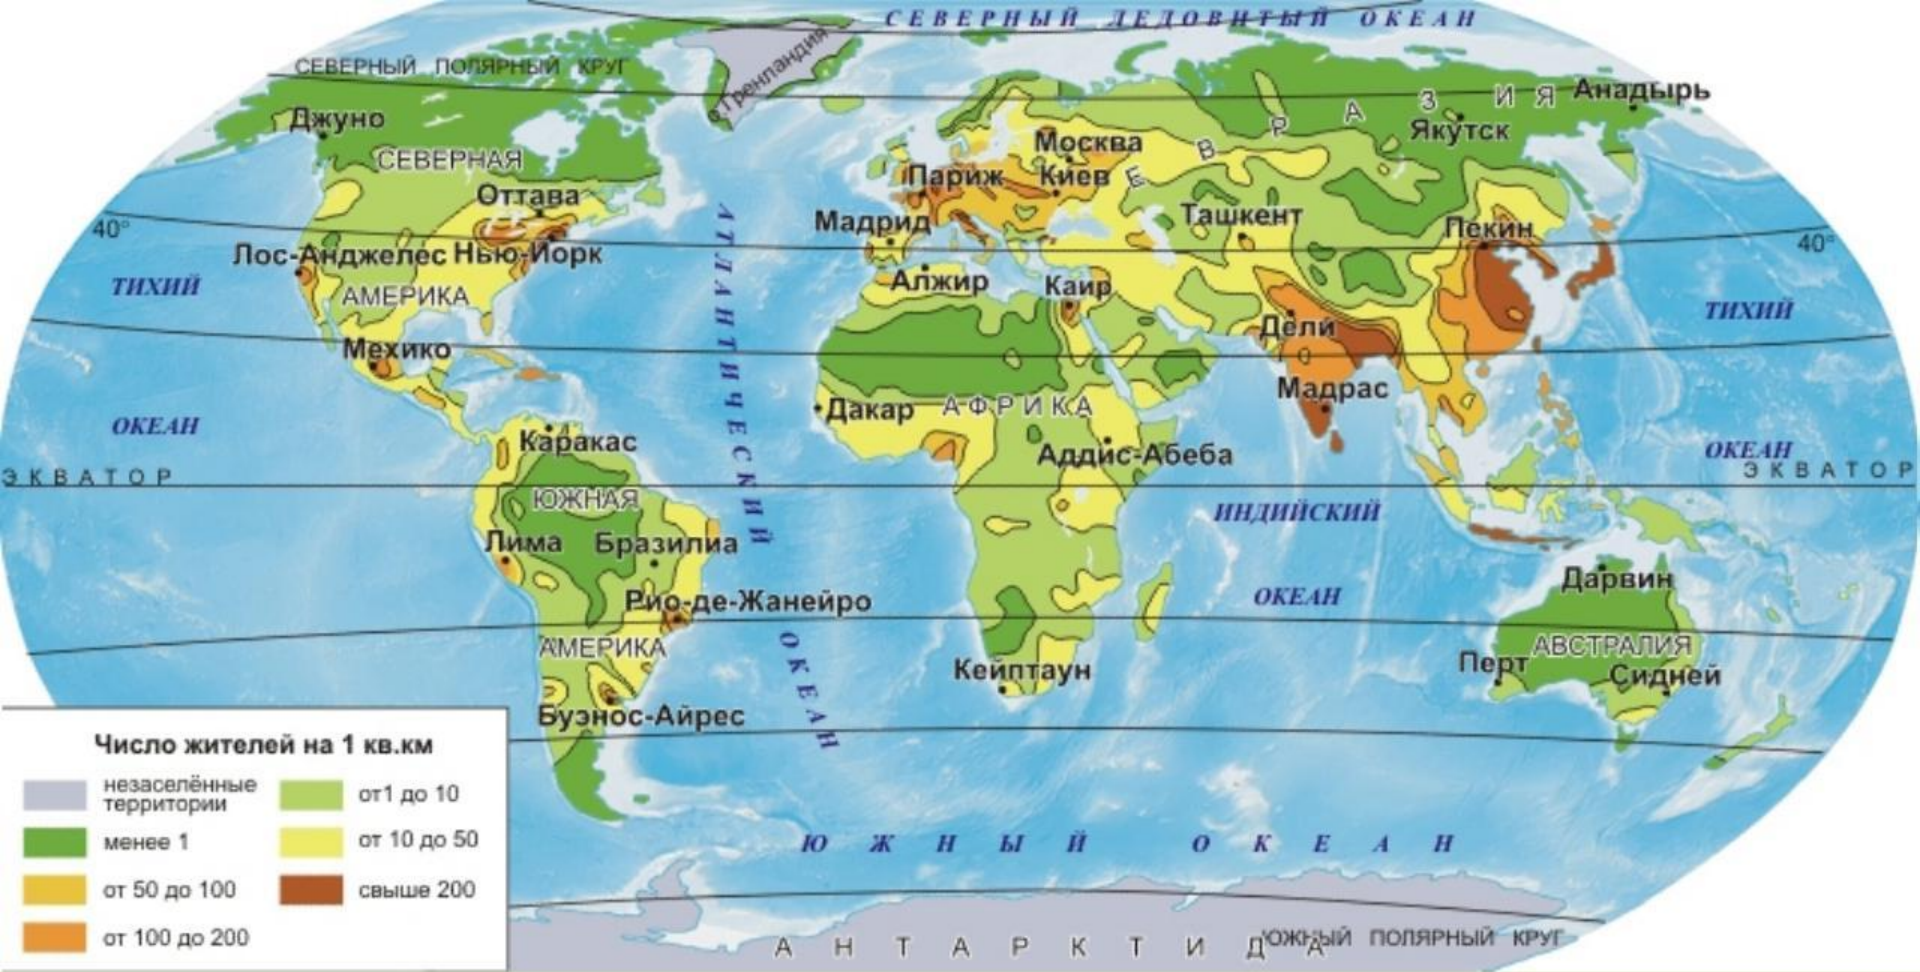 СЕВЕРНЫЙ ЛЕДОВИТЫЙ ОКЕАН
СЕВЕРНЫЙ ПОЛЯРНЫЙ КРУГ
Гренландия
Анадырь
Джуно
Якутск
ЕВРАЗИЯ
СЕВЕРНАЯ
Москва
Оттава
Париж
Киев
Мадрид
Ташкент
Пекин
40°
40°
Лос-Анджелес
Нью-Йорк
ТИХИЙ
АМЕРИКА
Алжир
Каир
ТИХИЙ
Дели
Мехико
Мадрас
АТЛАНТИЧЕСКИЙ
Дакар
АФРИКА
ОКЕАН
Каракас
Аддис-Абеба
ОКЕАН
ЭКВАТОР
ЭКВАТОР
ЮЖНАЯ
ИНДИЙСКИЙ
Лима
Бразилиа
Дарвин
Рио-де-Жанейро
ОКЕАН
АМЕРИКА
ОКЕАН
АВСТРАЛИЯ
Кейптаун
Перт
Сидней
Буэнос-Айрес
Число жителей на 1 кв.км
незаселённые
территории
от1 до 10
менее 1
от 10 до 50
от 50 до 100
свыше 200
от 100 до 200
ЮЖНЫЙ ОКЕАН
АНТАРКТИДА
ЮЖНЫЙ ПОЛЯРНЫЙ КРУГ